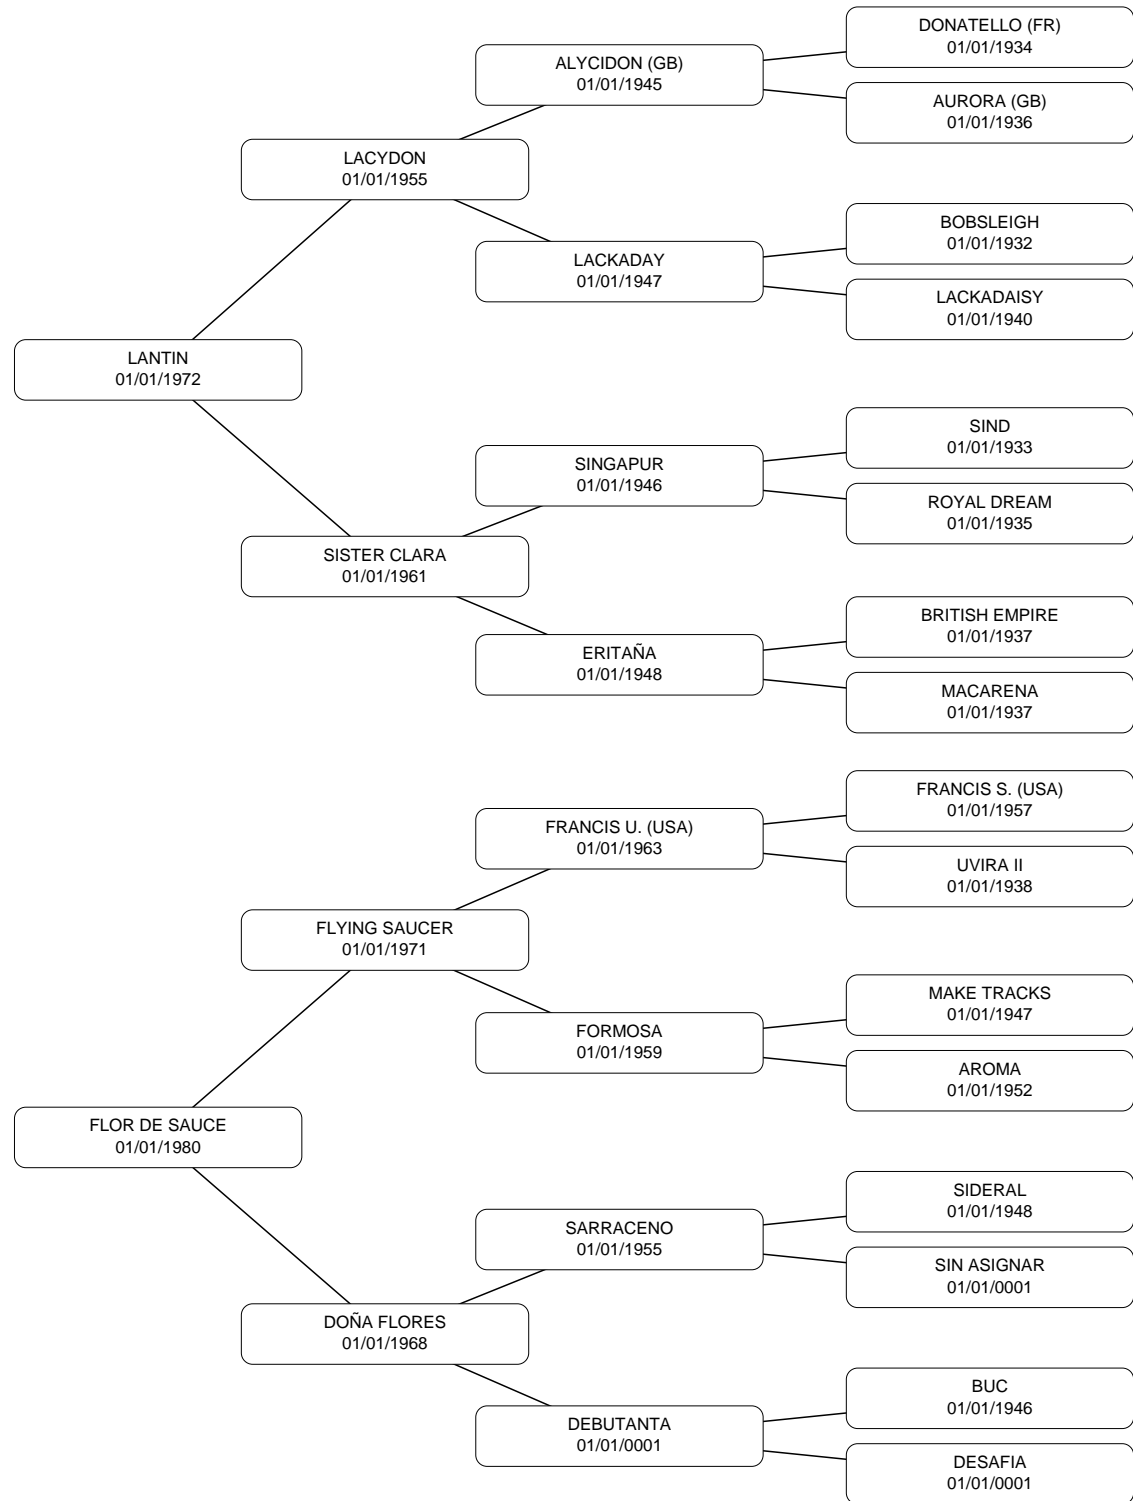 DONATELLO (FR)
01/01/1934
ALYCIDON (GB)
01/01/1945
AURORA (GB)
01/01/1936
LACYDON
01/01/1955
BOBSLEIGH
01/01/1932
LACKADAY
01/01/1947
LACKADAISY
01/01/1940
LANTIN
01/01/1972
SIND
01/01/1933
SINGAPUR
01/01/1946
ROYAL DREAM
01/01/1935
SISTER CLARA
01/01/1961
BRITISH EMPIRE
01/01/1937
ERITAÑA
01/01/1948
MACARENA
01/01/1937
FRANCIS S. (USA)
01/01/1957
FRANCIS U. (USA)
01/01/1963
UVIRA II
01/01/1938
FLYING SAUCER
01/01/1971
MAKE TRACKS
01/01/1947
FORMOSA
01/01/1959
AROMA
01/01/1952
FLOR DE SAUCE
01/01/1980
SIDERAL
01/01/1948
SARRACENO
01/01/1955
SIN ASIGNAR
01/01/0001
DOÑA FLORES
01/01/1968
BUC
01/01/1946
DEBUTANTA
01/01/0001
DESAFIA
01/01/0001